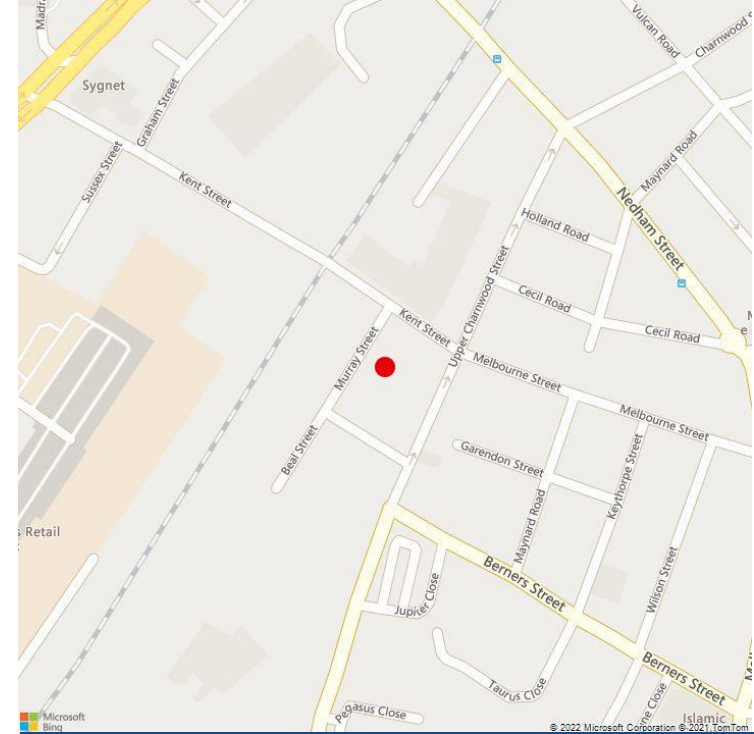 Madr
Vulcan Road
Charnwood S
Sygnet
Graham Street
Sussex Street
Kent Street
Maynard Road
Nedham Street
Holland Road
Upper Charnwood Street
Cecil Road
Cecil Road
Kent Street
Murray Street
Melbourne Street
Melbourne Street
Beal Street
Garendon Street
Keythorpe Street
Maynard Road
s Retail
Berners Street
Wilson Street
Jupiter Close
Berners Street
Taurus Close
Pegasus Close
ne Close
Islamic
Microsoft
Bing
© 2022 Microsoft Corporation © 2021 TomTom